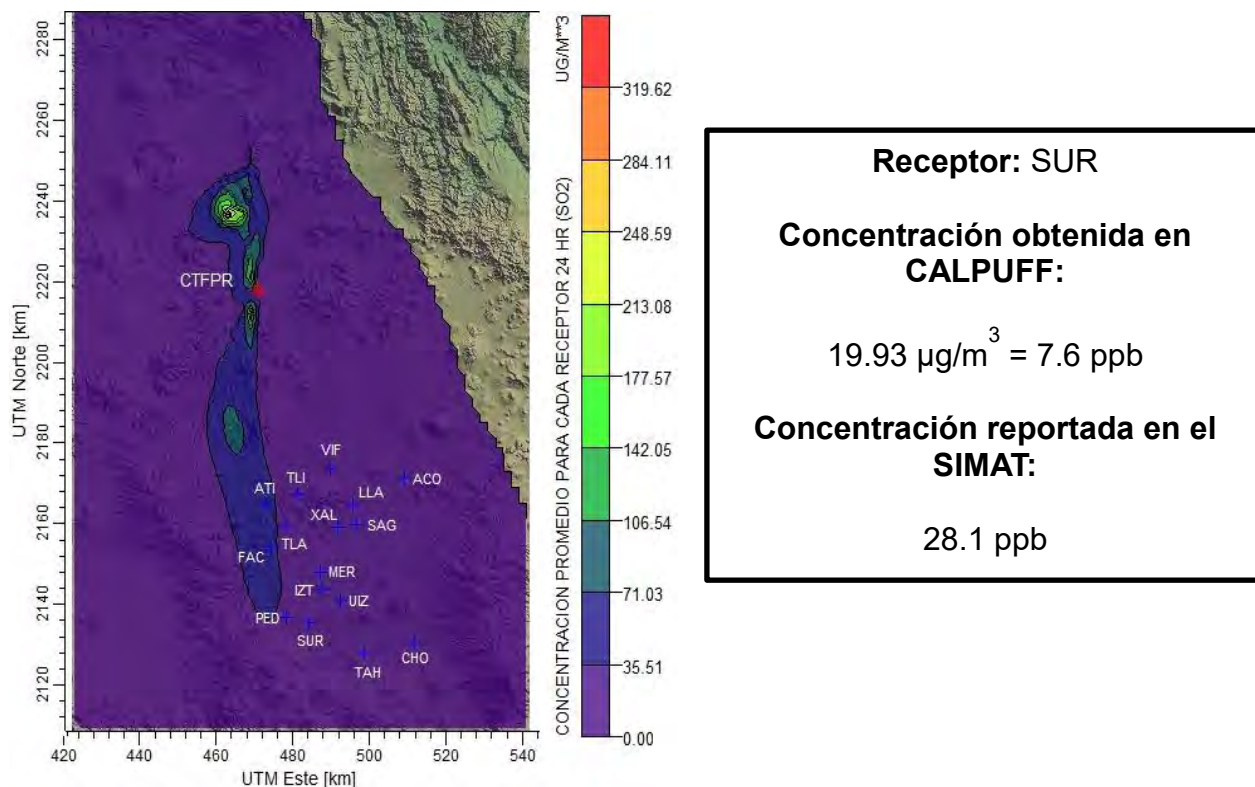 2280
2260
2240
2220
2200
2180
2160
2140
2120
UTM Norte [km]
420
440
460
480
500
520
540
UTM Este [km]
CTFPR
VIF
TLI
ACO
ATI
LLA
XAL
SAG
TLA
FAC
MER
IZT
UIZ
PED
SUR
TAH
CHO
CONCENTRACION PROMEDIO PARA CADA RECEPTOR 24 HR (SO2)
UG/M**3
319.62
284.11
248.59
213.08
177.57
142.05
106.54
71.03
35.51
0.00
Receptor: SUR
Concentración obtenida en
CALPUFF:
19.93 µg/m³ = 7.6 ppb
Concentración reportada en el
SIMAT:
28.1 ppb